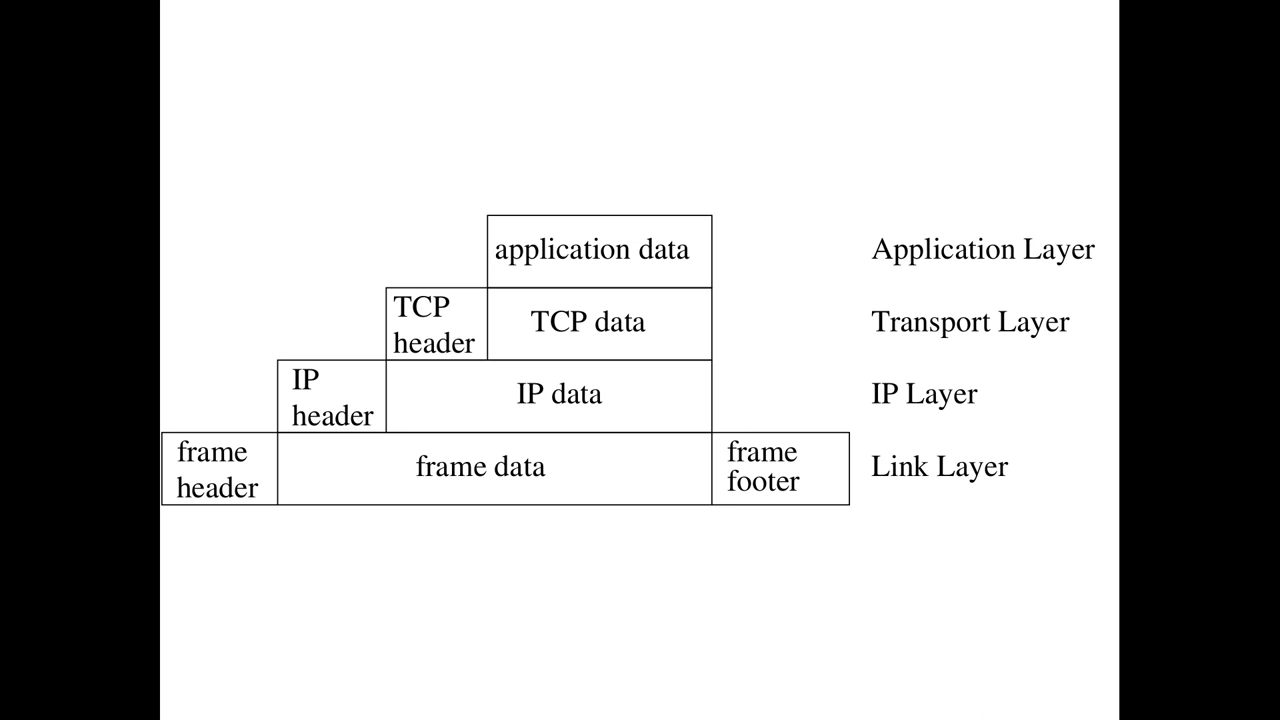 application data
Application Layer
TCP
header
TCP data
Transport Layer
IP
header
IP data
IP Layer
frame
header
frame data
frame
footer
Link Layer